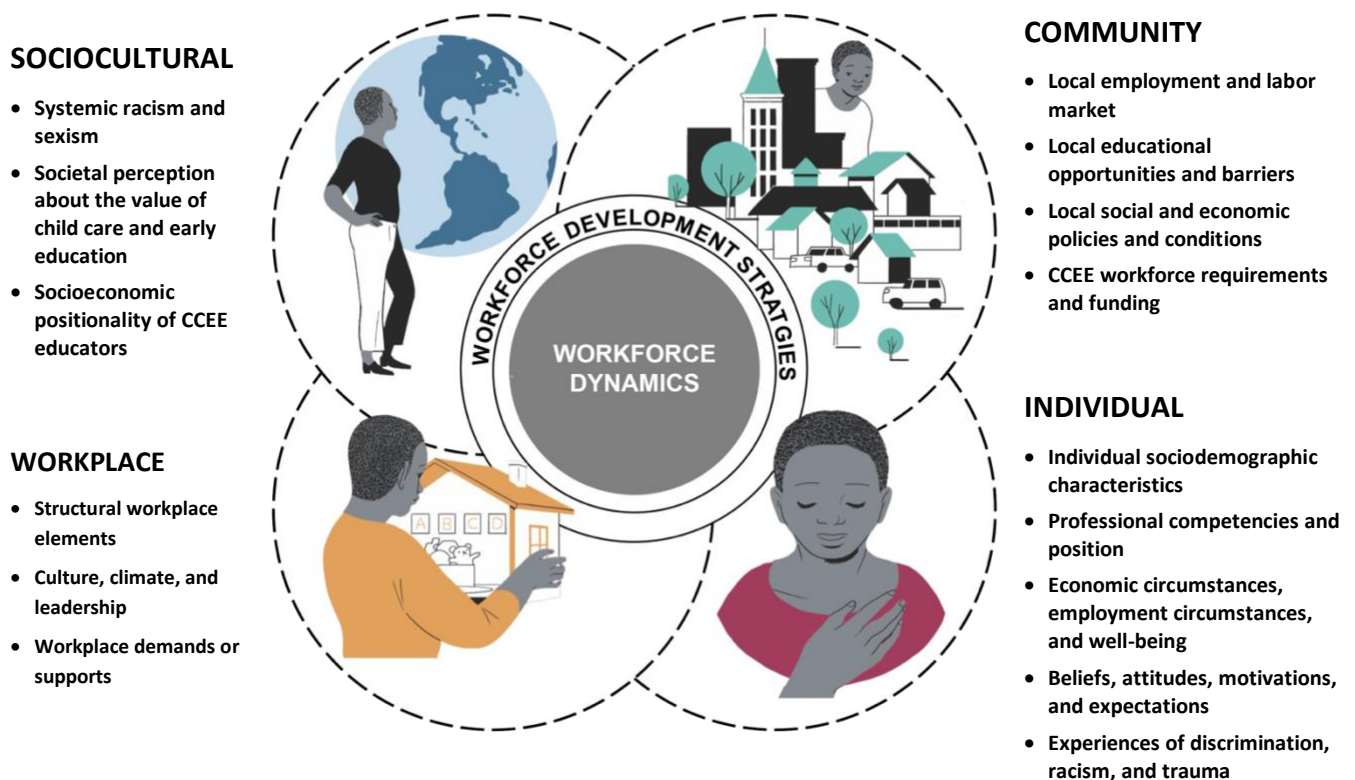 SOCIOCULTURAL
• Systemic racism and
sexism
• Societal perception
about the value of
child care and early
education
• Socioeconomic
positionality of CCEE
educators
WORKPLACE
• Structural workplace
elements
• Culture, climate, and
leadership
• Workplace demands or
supports
WORKFORCE DEVELOPMENT STRATGIES
WORKFORCE
DYNAMICS
A B C D
COMMUNITY
• Local employment and labor
market
• Local educational
opportunities and barriers
• Local social and economic
policies and conditions
• CCEE workforce requirements
and funding
INDIVIDUAL
• Individual sociodemographic
characteristics
• Professional competencies and
position
• Economic circumstances,
employment circumstances,
and well-being
• Beliefs, attitudes, motivations,
and expectations
• Experiences of discrimination,
racism, and trauma